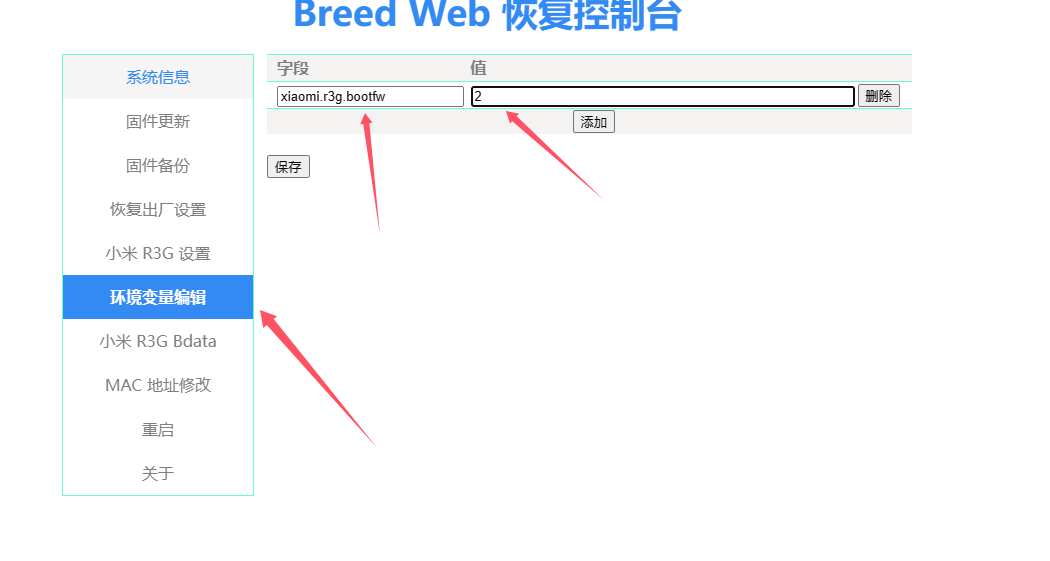 Breed Web 恢复控制台
系统信息
固件更新
固件备份
恢复出厂设置
小米 R3G 设置
环境变量编辑
小米 R3G Bdata
MAC 地址修改
重启
关于
字段 值
xiaomi.r3g.bootfw 2 删除
添加
保存